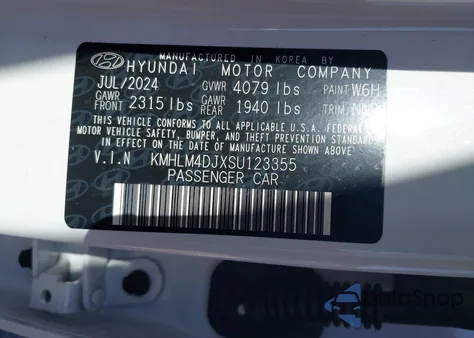 MANUFACTURED IN KOREA BY
HYUNDAI MOTOR COMPANY
JUL/2024 GVWR 4079 lbs PAINT W6H
GAWR FRONT 2315 lbs GAWR REAR 1940 lbs TRIM
THIS VEHICLE CONFORMS TO ALL APPLICABLE U.S.A. FEDERAL
MOTOR VEHICLE SAFETY, BUMPER, AND THEFT PREVENTION STANDARDS
IN EFFECT ON THE DATE OF MANUFACTURE SHOWN ABOVE.
V.I.N KMHLM4DJXSU123355
PASSENGER CAR